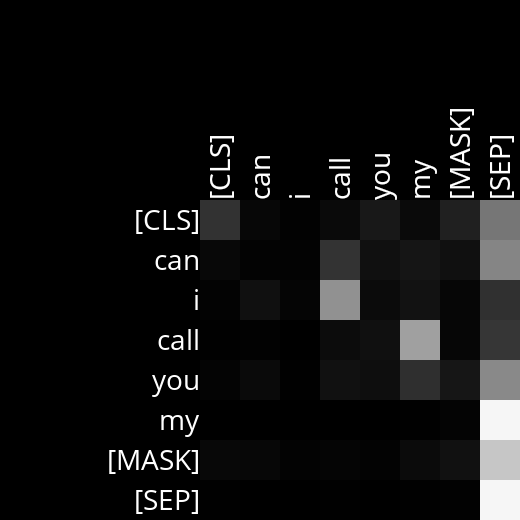 [CLS] can i call you my [MASK] [SEP]
[CLS]
can
i
call
you
my
[MASK]
[SEP]